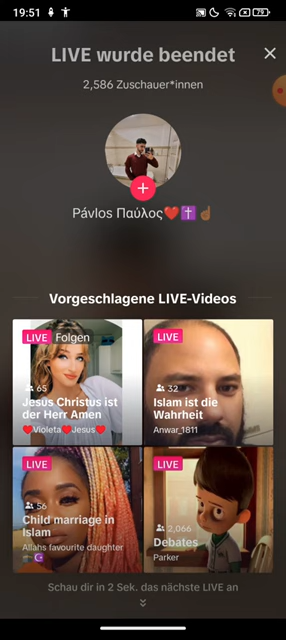 19:51
79
LIVE wurde beendet
2,586 Zuschauer*innen
Pávlos Παύλος❤️✝️☝🏾
Vorgeschlagene LIVE-Videos
LIVE Folgen
65
Jesus Christus ist
der Herr Amen
♥️Violeta♥️Jesus♥️
LIVE
32
Islam ist die
Wahrheit
Anwar_1811
LIVE
56
Child marriage in
Islam
Allahs favourite daughter
☪️
LIVE
2,066
Debates
Parker
Schau dir in 2 Sek. das nächste LIVE an